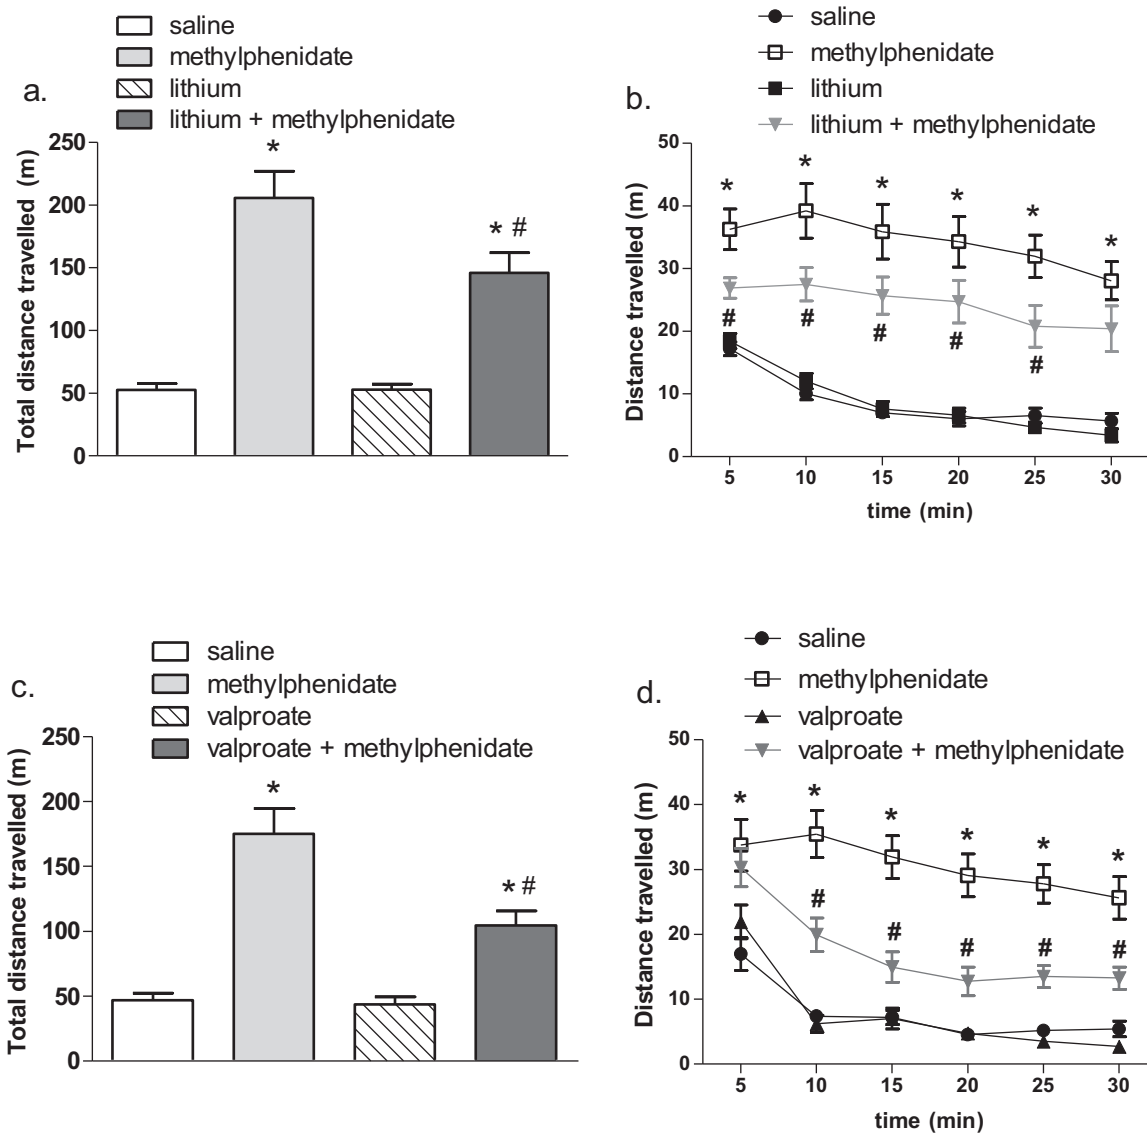 a.
saline
methylphenidate
lithium
lithium + methylphenidate
Total distance travelled (m)
250
200
150
100
50
0
*
* #
b.
saline
methylphenidate
lithium
lithium + methylphenidate
Distance travelled (m)
50
40
30
20
10
0
* * * * * *
# # # # #
5 10 15 20 25 30
time (min)
c.
saline
methylphenidate
valproate
valproate + methylphenidate
Total distance travelled (m)
250
200
150
100
50
0
*
* #
d.
saline
methylphenidate
valproate
valproate + methylphenidate
Distance travelled (m)
50
40
30
20
10
0
* * * * * *
# # # # #
5 10 15 20 25 30
time (min)